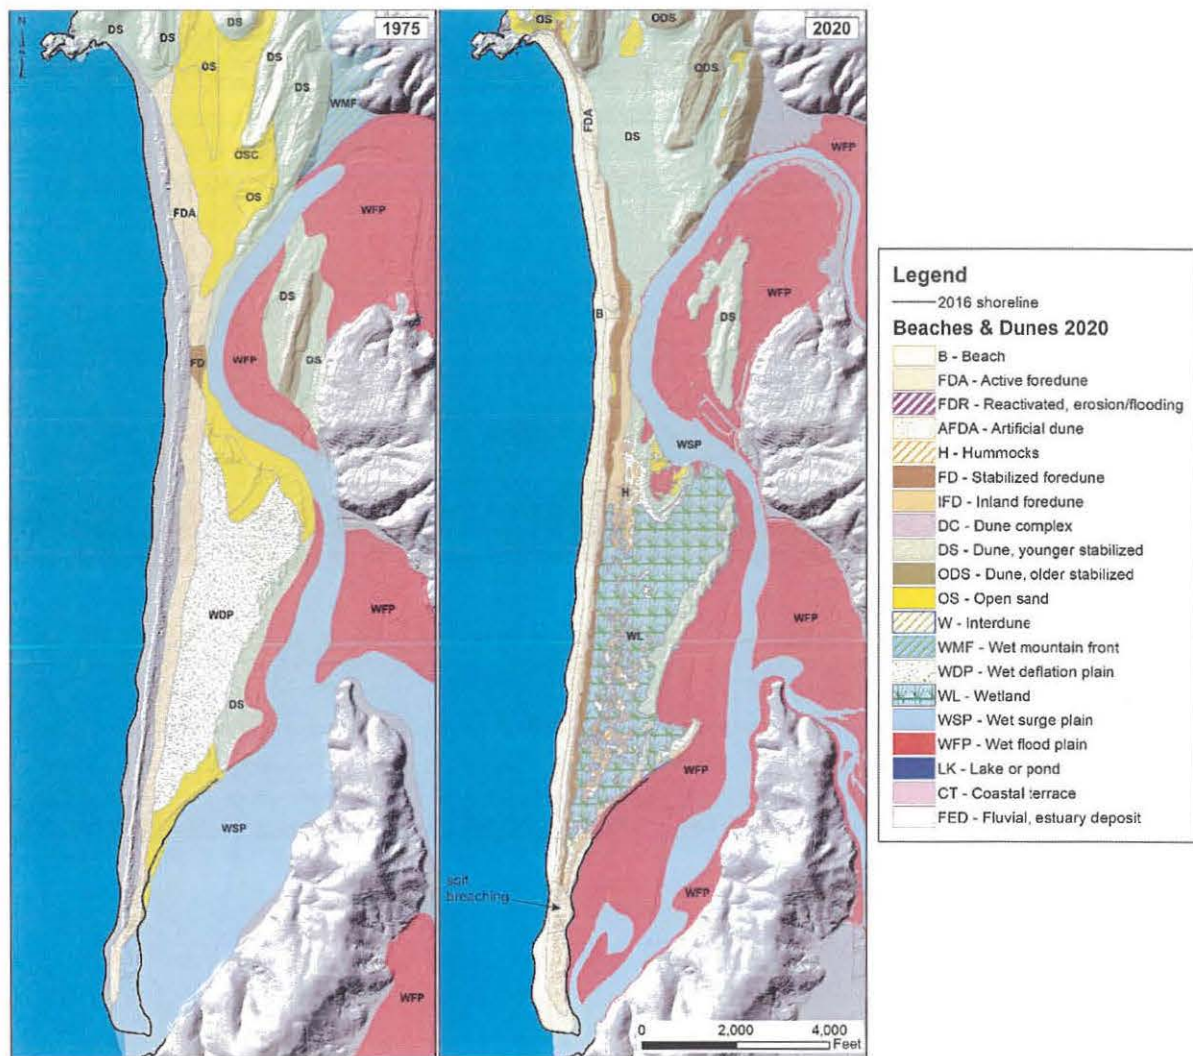 N
1975
DS
DS
DS
OS
DS
DS
WMF
OSC
OS
FDA
WFP
DS
FD
WFP
DS
WDP
WFP
DS
WSP
WFP
2020
OS
ODS
ODS
FDA
DS
WFP
B
WFP
DS
WSP
H
WL
WFP
WFP
spit
breaching
WFP
0 2,000 4,000
Feet
Legend
2016 shoreline
Beaches & Dunes 2020
B - Beach
FDA - Active foredune
FDR - Reactivated, erosion/flooding
AFDA - Artificial dune
H - Hummocks
FD - Stabilized foredune
IFD - Inland foredune
DC - Dune complex
DS - Dune, younger stabilized
ODS - Dune, older stabilized
OS - Open sand
W - Interdune
WMF - Wet mountain front
WDP - Wet deflation plain
WL - Wetland
WSP - Wet surge plain
WFP - Wet flood plain
LK - Lake or pond
CT - Coastal terrace
FED - Fluvial, estuary deposit